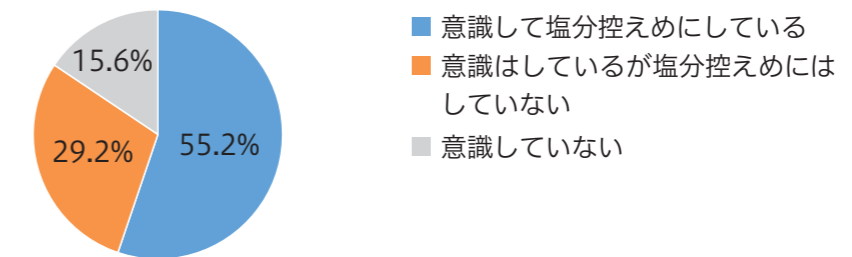 15.6%
29.2%
55.2%
意識して塩分控えめにしている
意識はしているが塩分控えめには
していない
意識していない